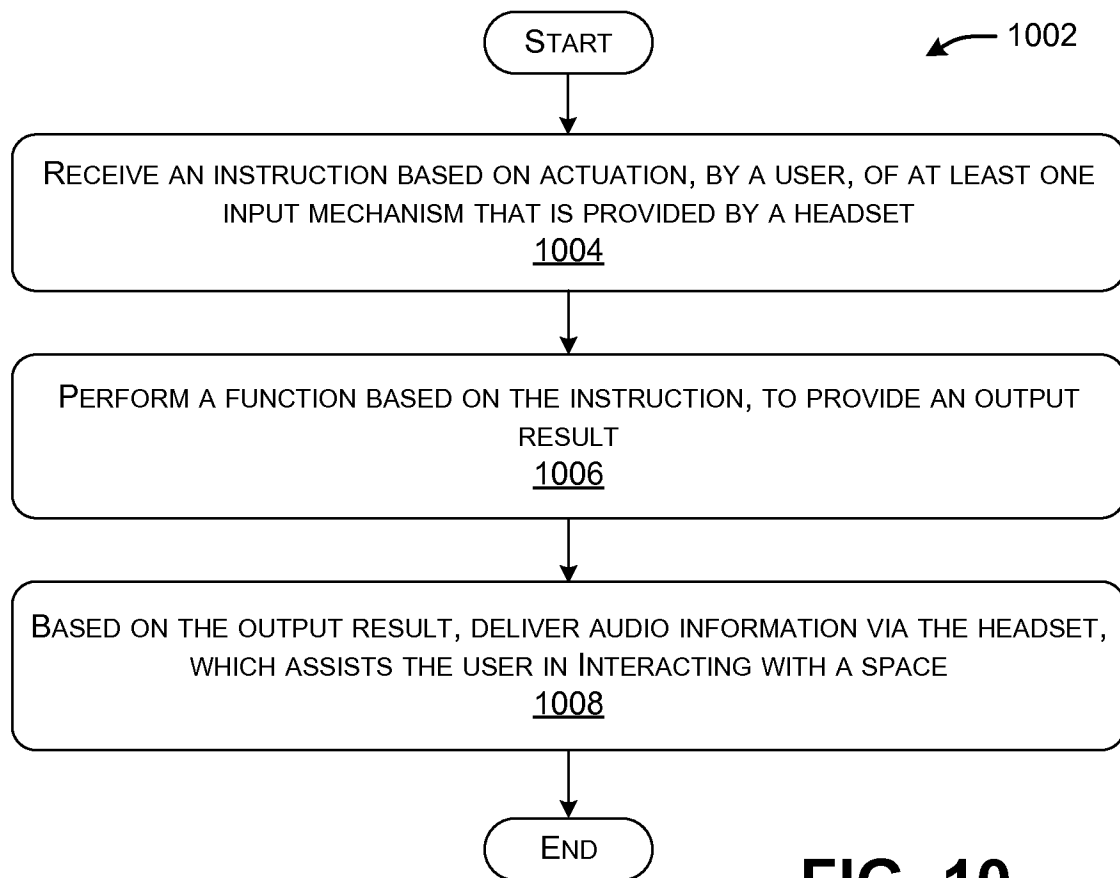 START
1002
RECEIVE AN INSTRUCTION BASED ON ACTUATION, BY A USER, OF AT LEAST ONE
INPUT MECHANISM THAT IS PROVIDED BY A HEADSET
1004
PERFORM A FUNCTION BASED ON THE INSTRUCTION, TO PROVIDE AN OUTPUT
RESULT
1006
BASED ON THE OUTPUT RESULT, DELIVER AUDIO INFORMATION VIA THE HEADSET,
WHICH ASSISTS THE USER IN INTERACTING WITH A SPACE
1008
END
FIG. 10